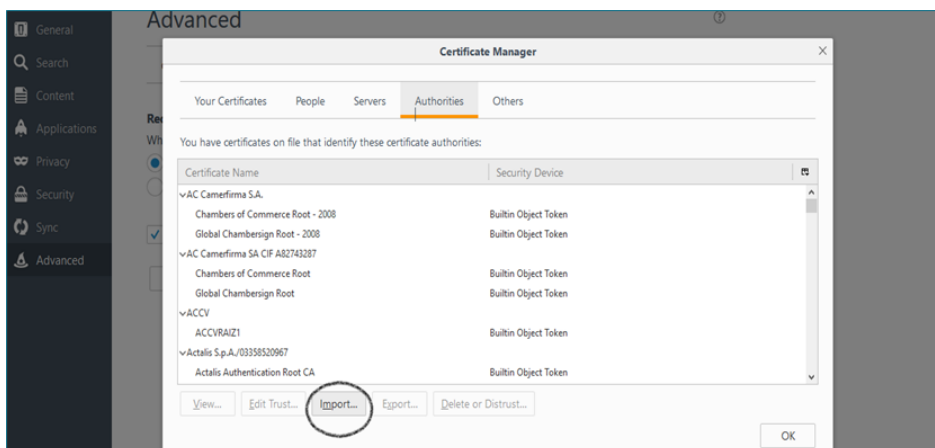 Advanced
General
Search
Content
Applications
Privacy
Security
Sync
Advanced
Certificate Manager
Your Certificates People Servers Authorities Others
You have certificates on file that identify these certificate authorities:
Certificate Name Security Device
AC Camerfirma S.A.
Chambers of Commerce Root - 2008 Builtin Object Token
Global Chambersign Root - 2008 Builtin Object Token
AC Camerfirma SA CIF A82743287
Chambers of Commerce Root Builtin Object Token
Global Chambersign Root Builtin Object Token
ACCV
ACCVRAIZ1 Builtin Object Token
Actalis S.p.A./03358520967
Actalis Authentication Root CA Builtin Object Token
View... Edit Trust... Import... Export... Delete or Distrust...
OK